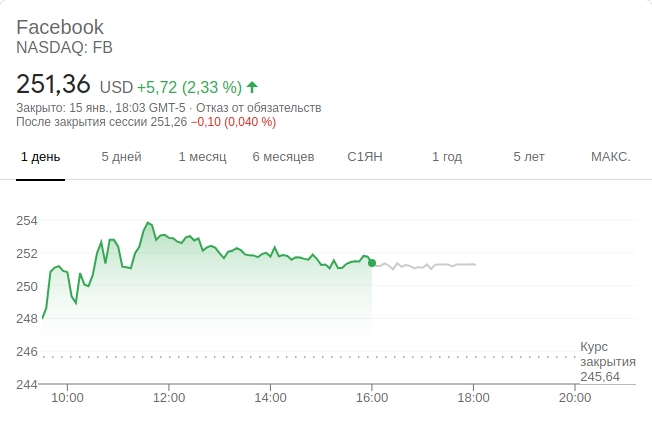 Facebook
NASDAQ: FB
251,36 USD +5,72 (2,33 %)
Закрыто: 15 янв., 18:03 GMT-5 · Отказ от обязательств
После закрытия сессии 251,26 −0,10 (0,040 %)
1 день 5 дней 1 месяц 6 месяцев С1ЯН 1 год 5 лет МАКС.
254
252
250
248
246
Курс
закрытия
245,64
244
10:00 12:00 14:00 16:00 18:00 20:00